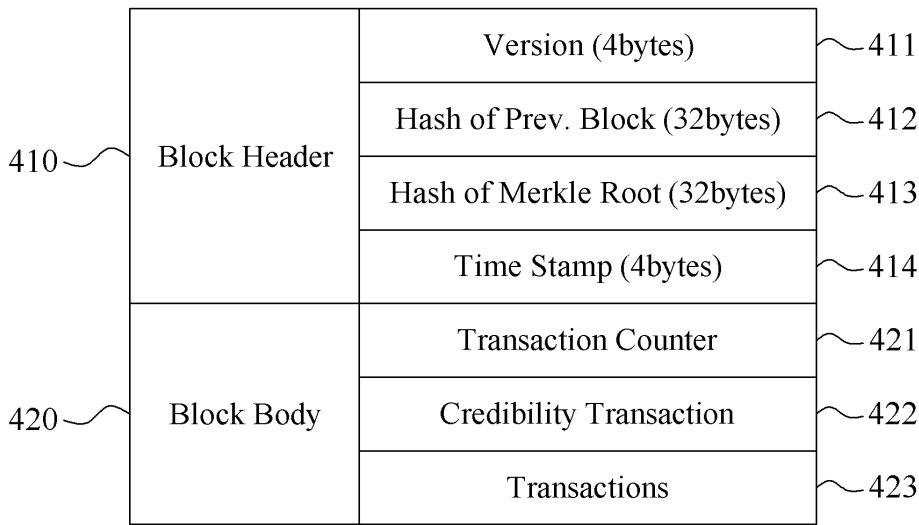 Version (4bytes) 411
Hash of Prev. Block (32bytes) 412
410 Block Header
Hash of Merkle Root (32bytes) 413
Time Stamp (4bytes) 414
Transaction Counter 421
420 Block Body Credibility Transaction 422
Transactions 423